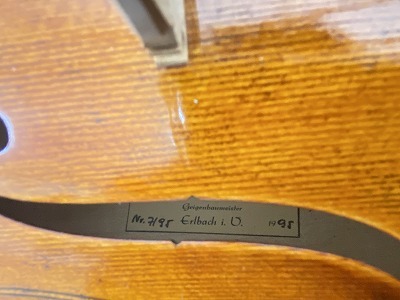 Geigenbaumeister
Nr. 7/95 Erlbach i. V. 1995